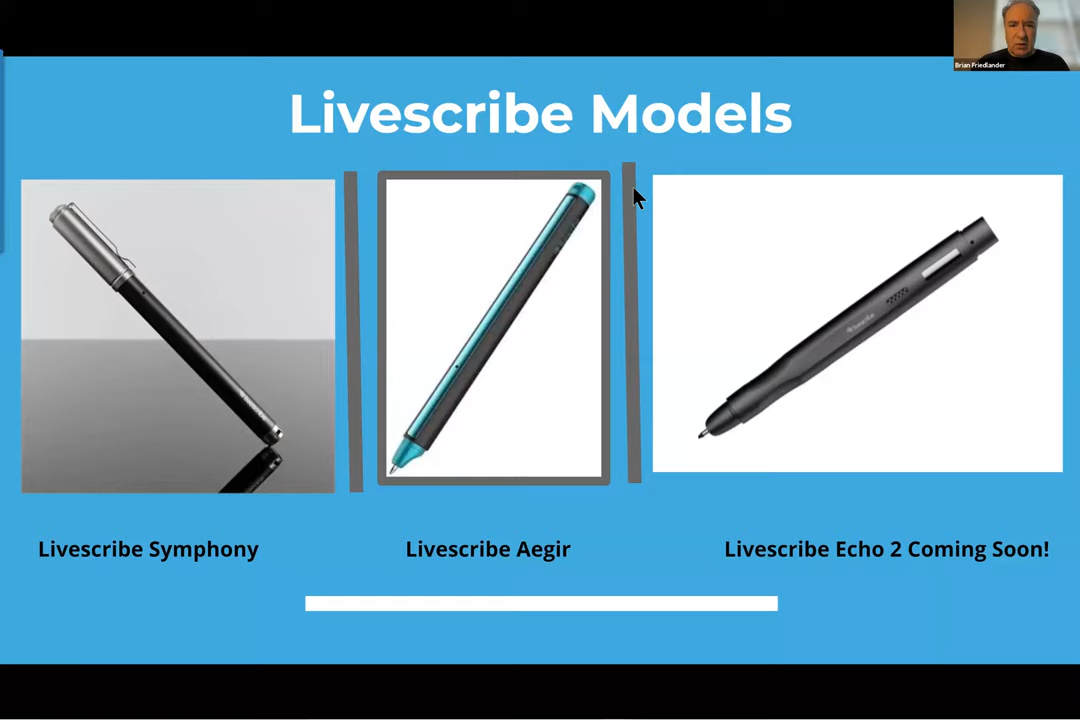 Brian Friedlander
Livescribe Models
Livescribe Symphony
Livescribe Aegir
Livescribe Echo 2 Coming Soon!